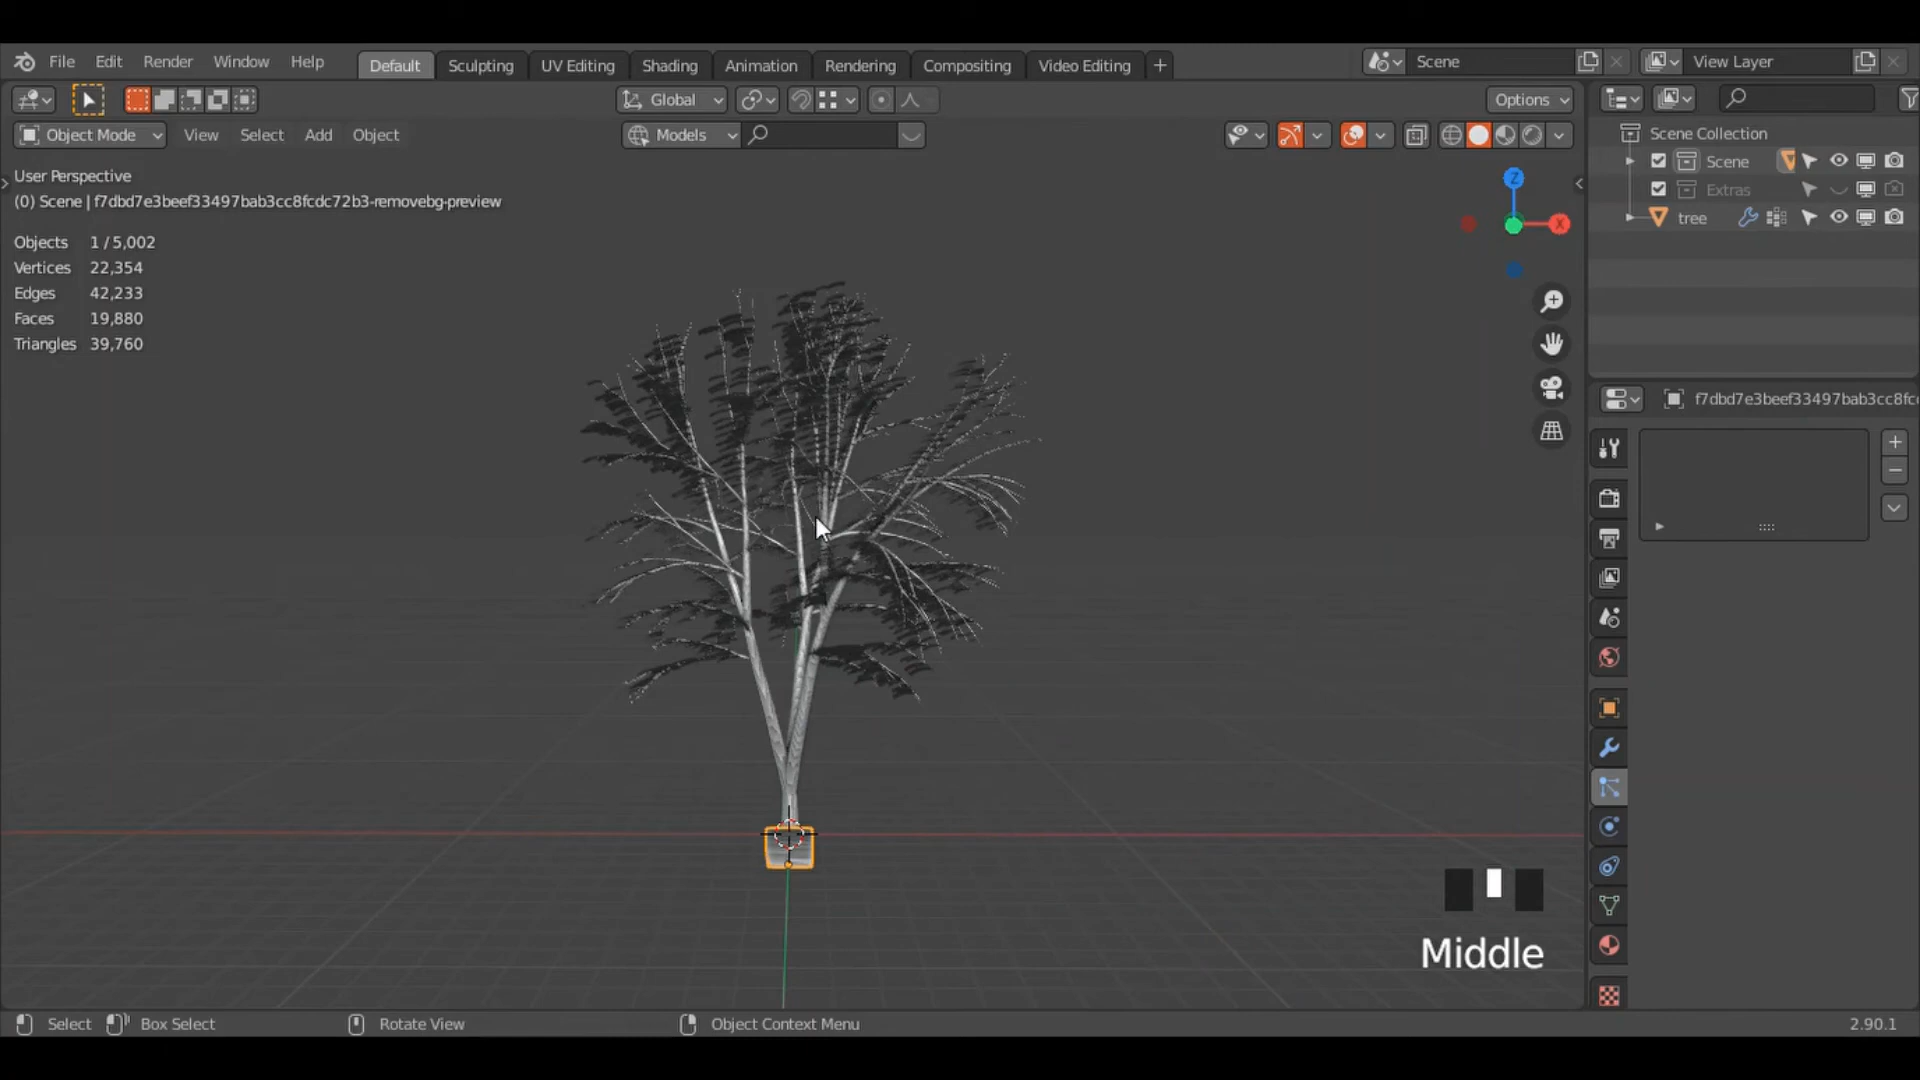 File Edit Render Window Help Default Sculpting UV Editing Shading Animation Rendering Compositing Video Editing + Scene View Layer
Global Options
Object Mode View Select Add Object Models
Scene Collection
Scene
Extras
tree
User Perspective
(0) Scene | f7dbd7e3beef33497bab3cc8fcdc72b3-removebg-preview
Objects 1 / 5,002
Vertices 22,354
Edges 42,233
Faces 19,880
Triangles 39,760
Z
X
f7dbd7e3beef33497bab3cc8fc
Middle
Select Box Select Rotate View Object Context Menu 2.90.1